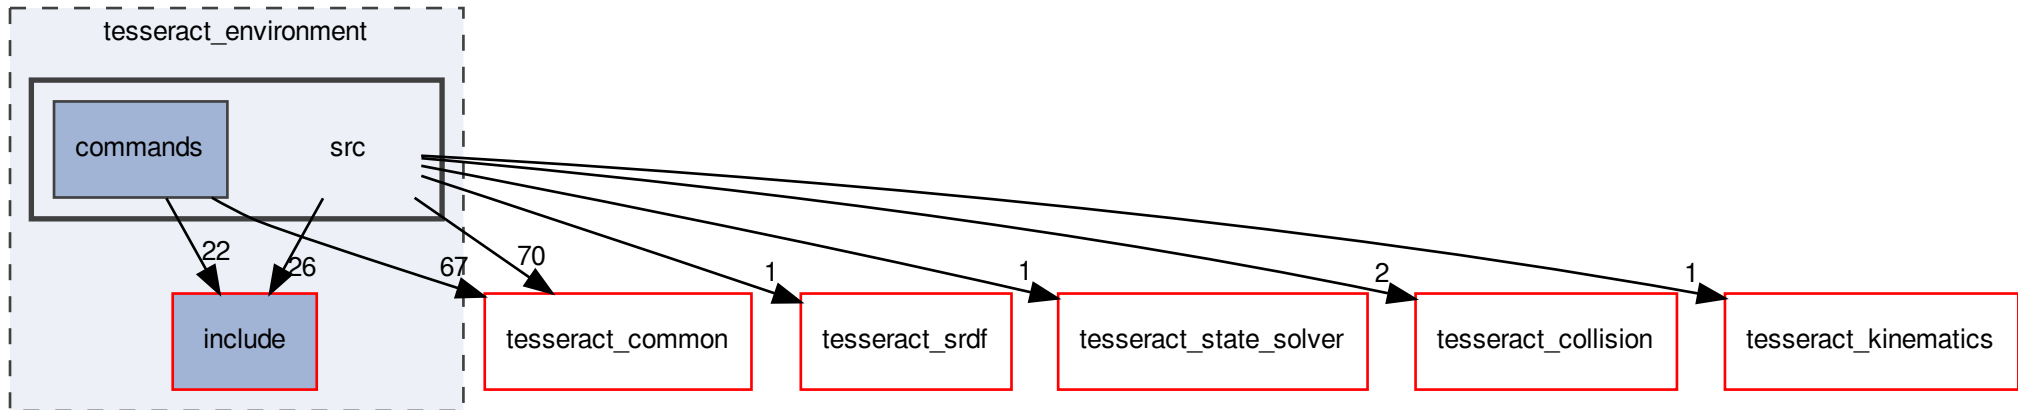 tesseract_environment
commands
src
22
26
67
70
1
1
2
1
include
tesseract_common
tesseract_srdf
tesseract_state_solver
tesseract_collision
tesseract_kinematics